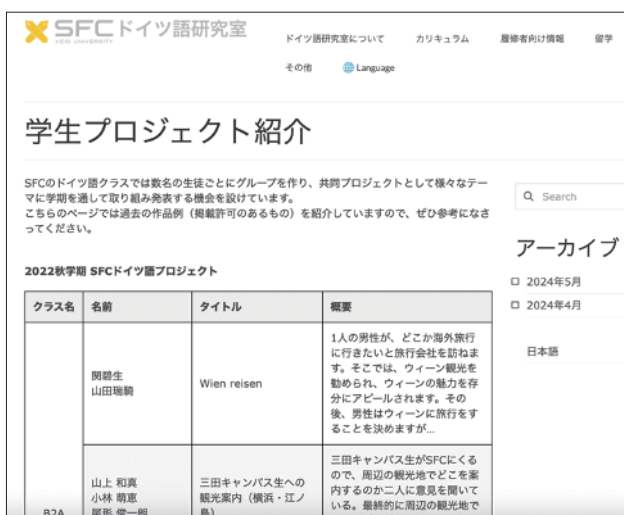 SFCドイツ語研究室
KEIO UNIVERSITY
ドイツ語研究室について
カリキュラム
履修者向け情報
留学
その他
Language
学生プロジェクト紹介
SFCのドイツ語クラスでは数名の生徒ごとにグループを作り、共同プロジェクトとして様々なテー
マに学期を通して取り組み発表する機会を設けています。
こちらのページでは過去の作品例（掲載許可のあるもの）を紹介していますので、ぜひ参考になさ
ってください。
Search
アーカイブ
2024年5月
2024年4月
日本語
2022秋学期 SFCドイツ語プロジェクト
クラス名
名前
タイトル
概要
関碧生
山田瑞騎
Wien reisen
1人の男性が、どこか海外旅行
に行きたいと旅行会社を訪ねま
す。そこでは、ウィーン観光を
勧められ、ウィーンの魅力を存
分にアピールされます。その
後、男性はウィーンに旅行をす
ることを決めますが...
B2A
山上 和真
小林 萌恵
尾形 俊一朗
三田キャンパス生への
観光案内（横浜・江ノ
島）
三田キャンパス生がSFCにくる
ので、周辺の観光地でどこを案
内するのか二人に意見を聞いて
いる。最終的に周辺の観光地で